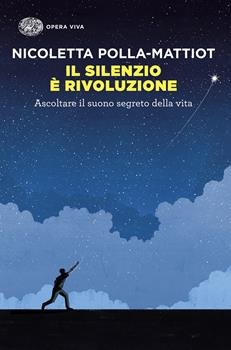 OPERA VIVA
NICOLETTA POLLA-MATTIOT
IL SILENZIO
È RIVOLUZIONE
Ascoltare il suono segreto della vita